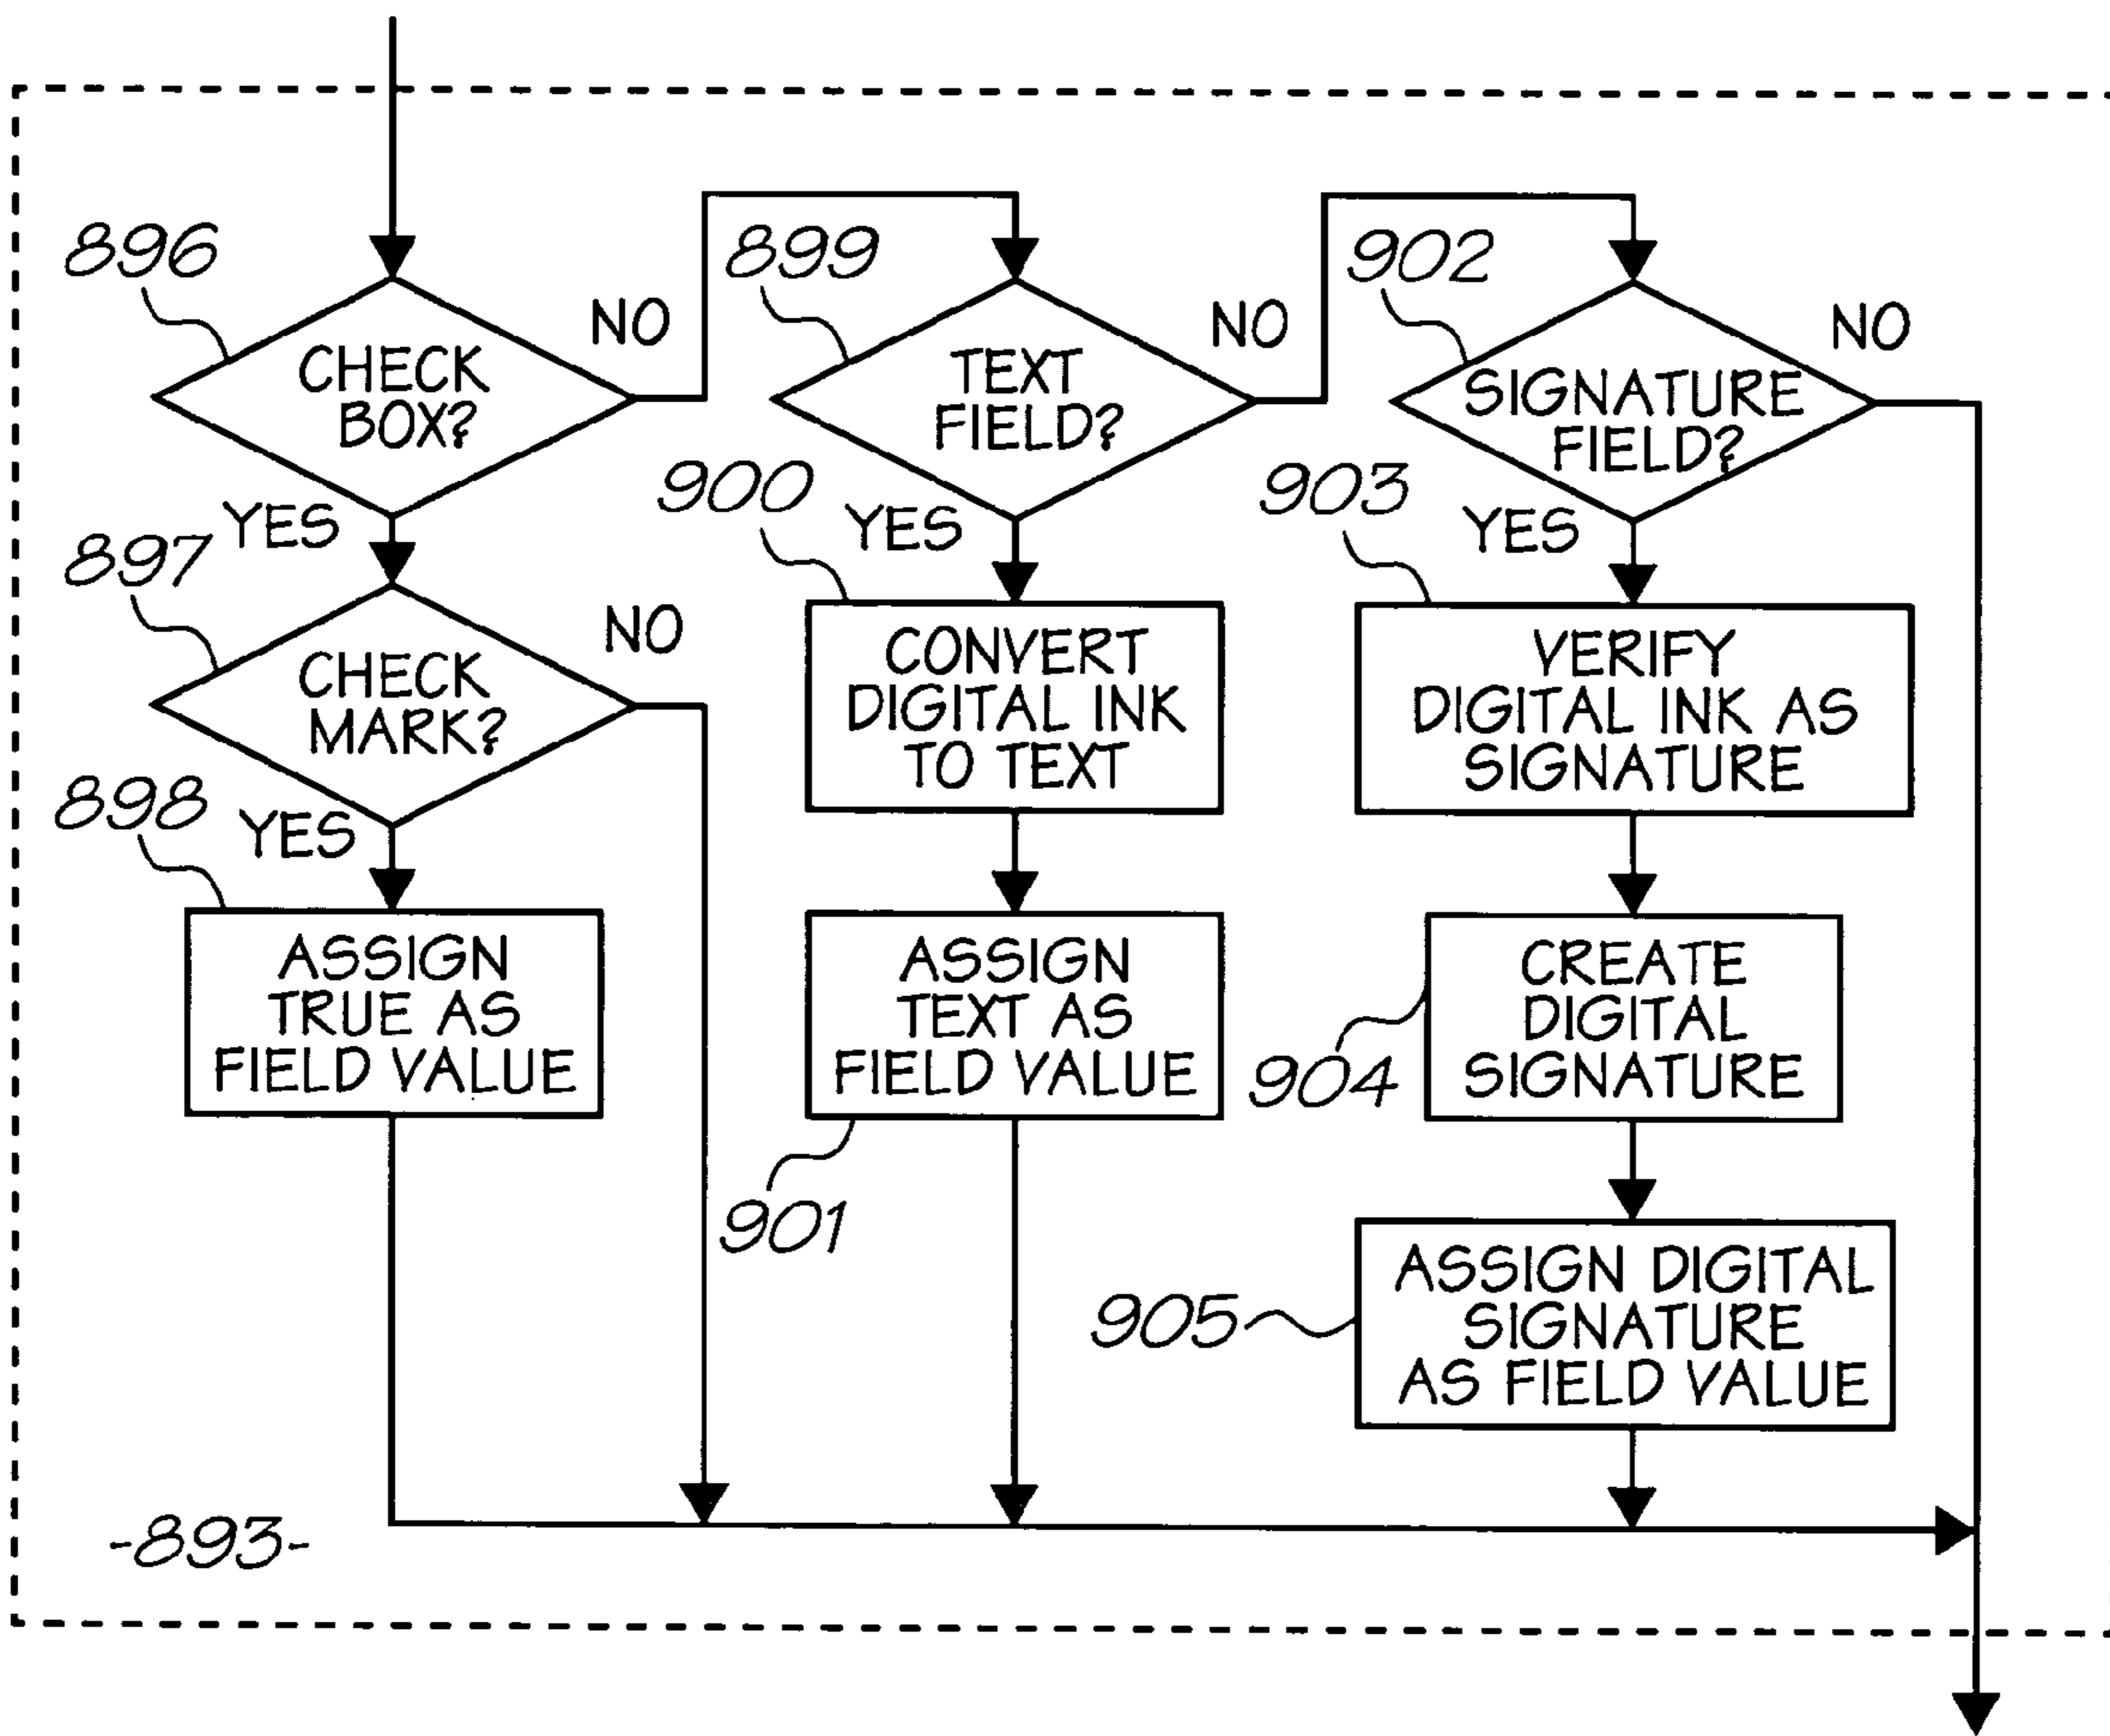 896
CHECK
BOX?
NO
YES
897
CHECK
MARK?
NO
YES
898
ASSIGN
TRUE AS
FIELD VALUE
899
TEXT
FIELD?
NO
YES
900
CONVERT
DIGITAL INK
TO TEXT
ASSIGN
TEXT AS
FIELD VALUE
901
902
SIGNATURE
FIELD?
NO
YES
903
VERIFY
DIGITAL INK AS
SIGNATURE
CREATE
DIGITAL
SIGNATURE
904
ASSIGN DIGITAL
SIGNATURE
AS FIELD VALUE
905
-893-